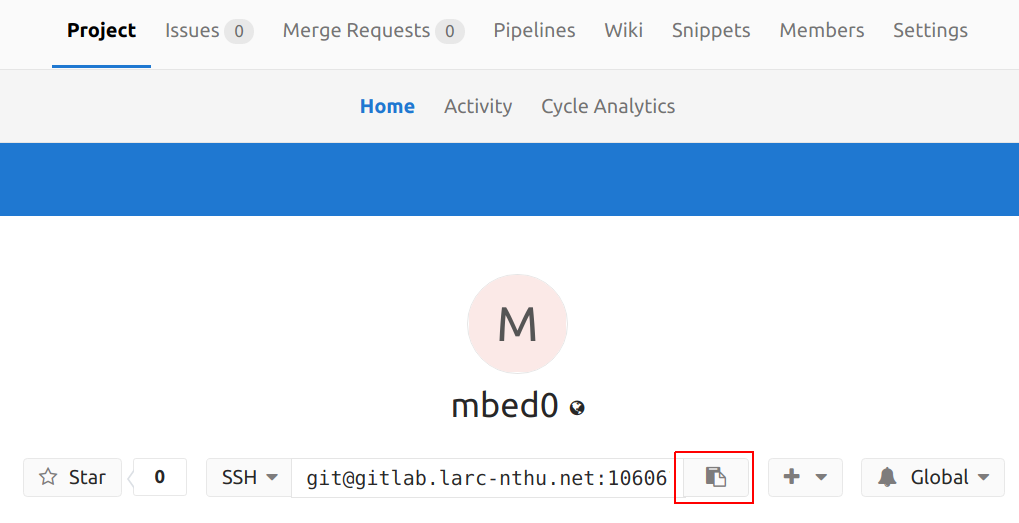 Project Issues 0 Merge Requests 0 Pipelines Wiki Snippets Members Settings
Home Activity Cycle Analytics
M
mbed0
Star 0 SSH git@gitlab.larc-nthu.net:10606 Global